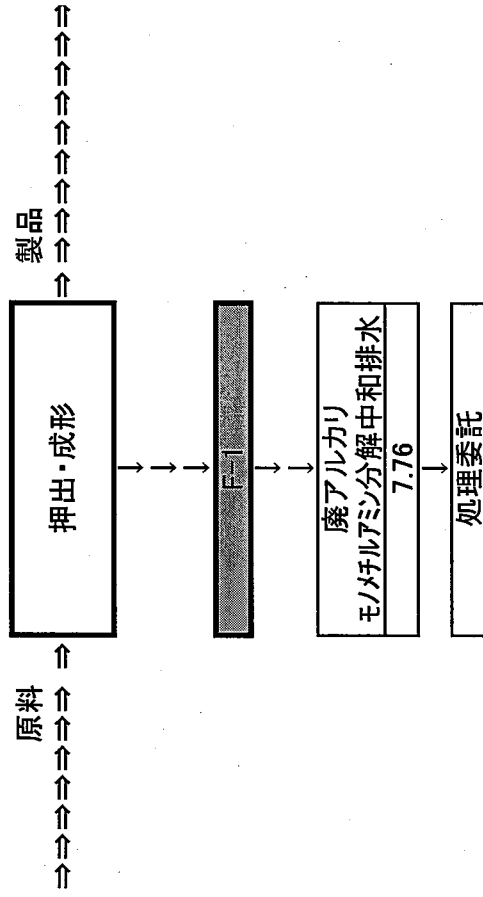 原料
⇒⇒⇒⇒⇒⇒⇒ ⇒
押出・成形
製品
⇒ ⇒⇒⇒⇒⇒⇒⇒⇒⇒
→→→
F-1
→→
廃アルカリ
モノメチルアミン分解中和排水
7.76
→
処理委託